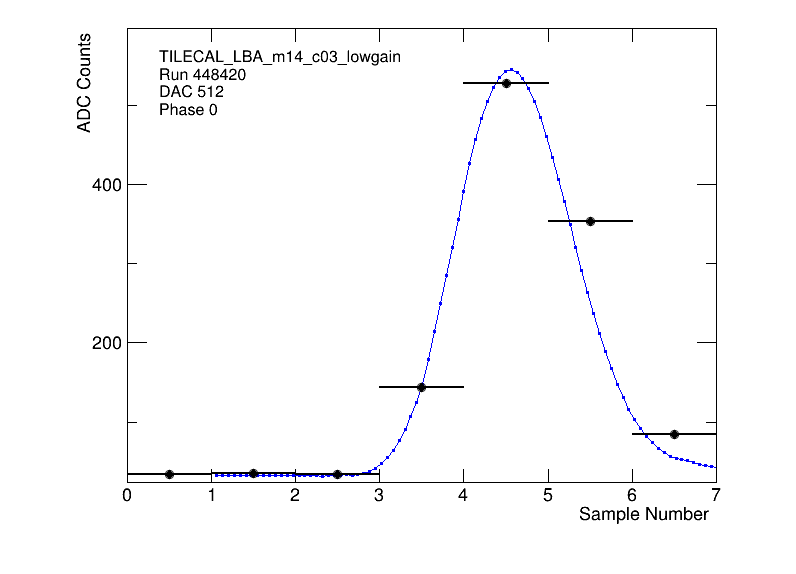 TILECAL_LBA_m14_c03_lowgain
Run 448420
DAC 512
Phase 0
ADC Counts
400
200
0 1 2 3 4 5 6 7
Sample Number